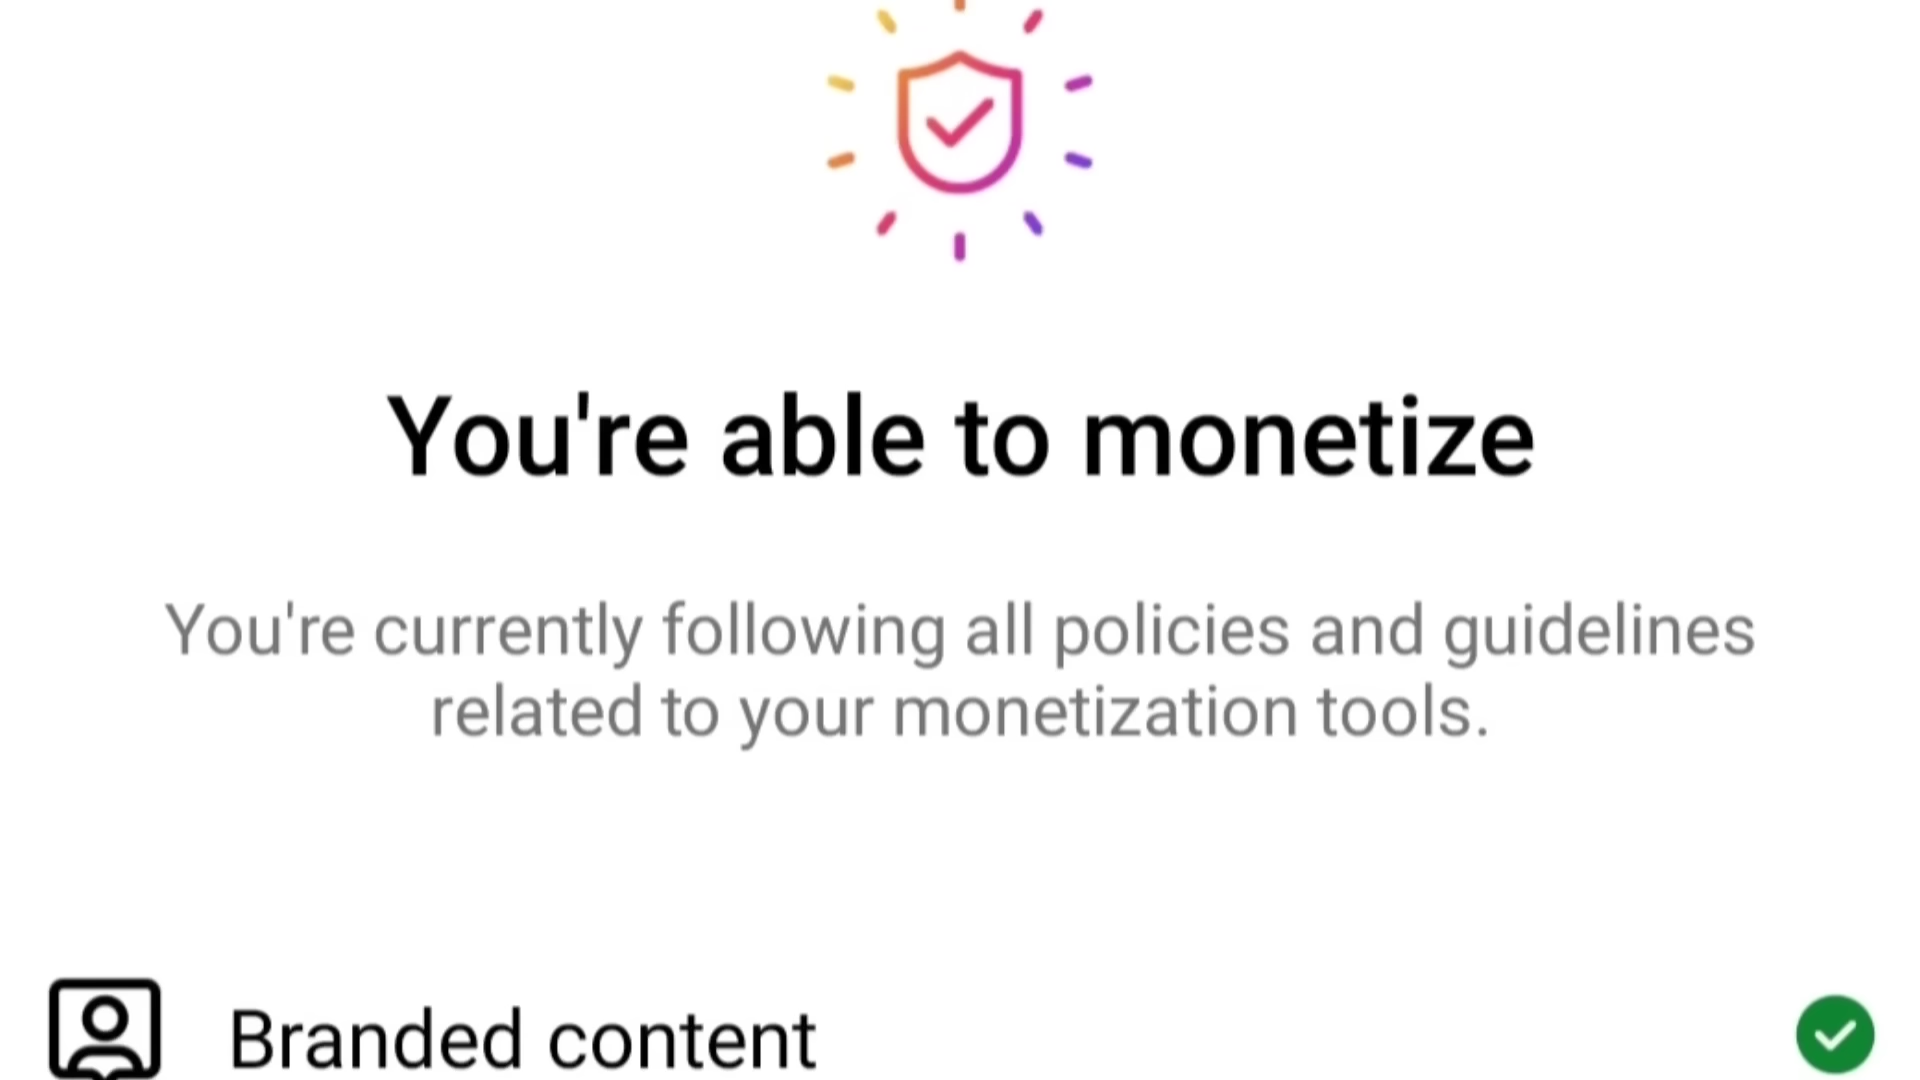 You're able to monetize
You're currently following all policies and guidelines
related to your monetization tools.
Branded content